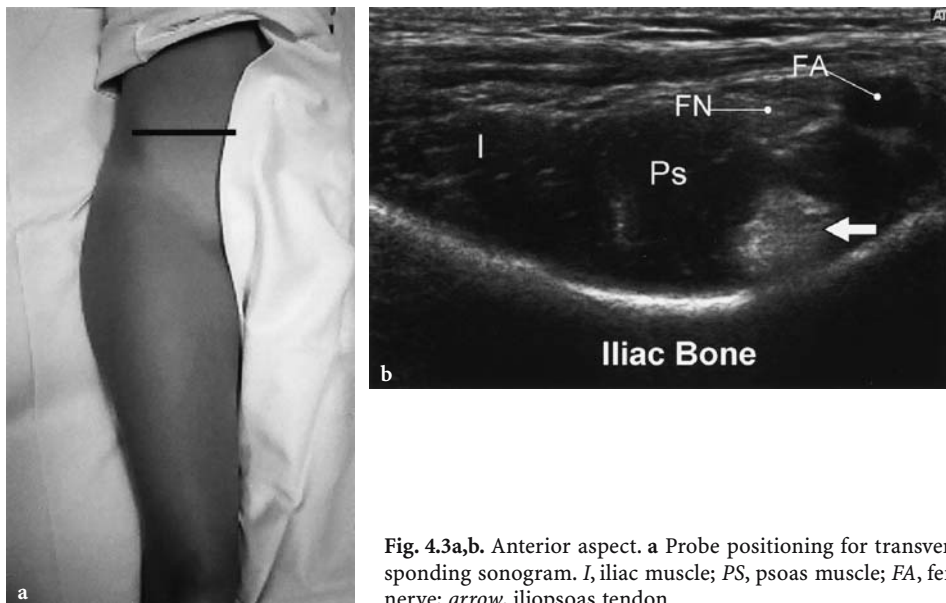 a
I
Ps
FN
FA
Iliac Bone
b
Fig. 4.3a,b. Anterior aspect. a Probe positioning for transver
sponding sonogram. I, iliac muscle; PS, psoas muscle; FA, fe
nerve; arrow, iliopsoas tendon